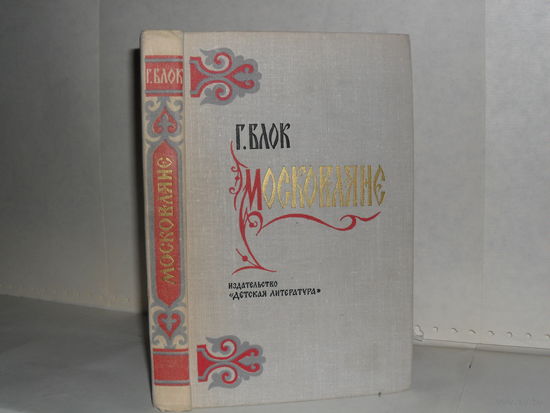 Г. БЛОК
МОСКОВЛЯНЕ
Г. БЛОК
МОСКОВЛЯНЕ
ИЗДАТЕЛЬСТВО
«ДЕТСКАЯ ЛИТЕРАТУРА»